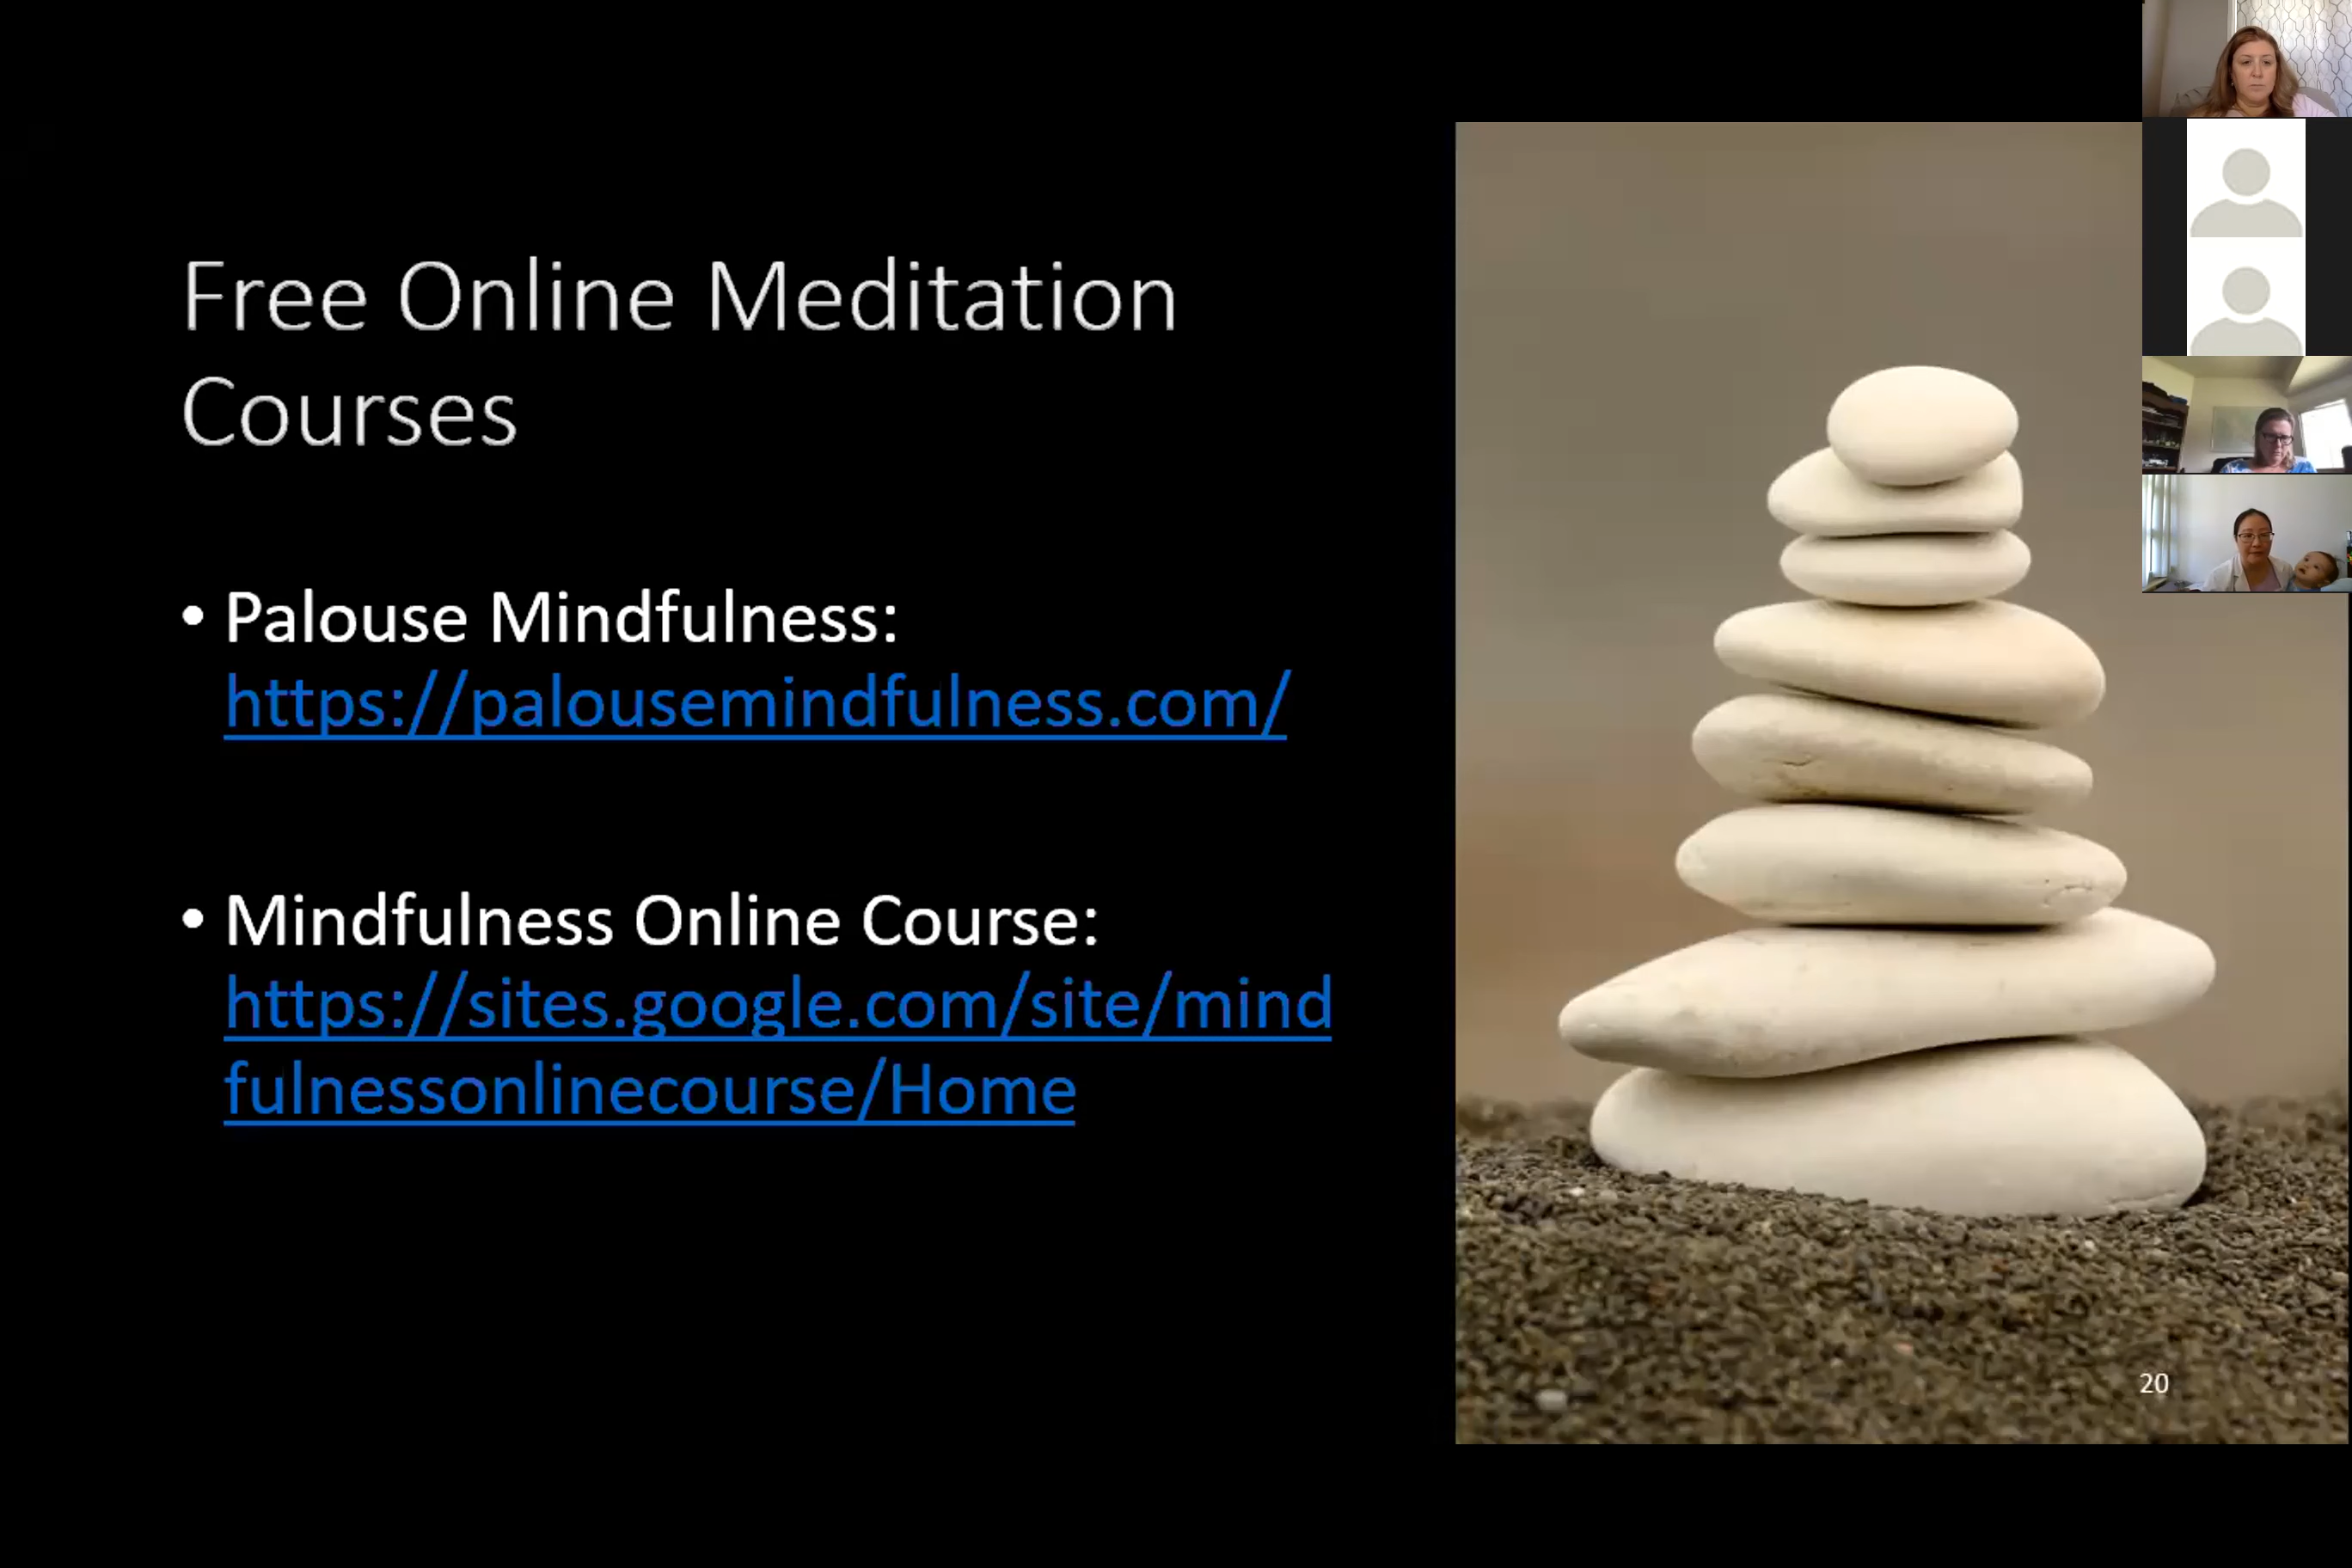 Free Online Meditation
Courses
• Palouse Mindfulness:
https://palousemindfulness.com/
• Mindfulness Online Course:
https://sites.google.com/site/mind
fulnessonlinecourse/Home
20